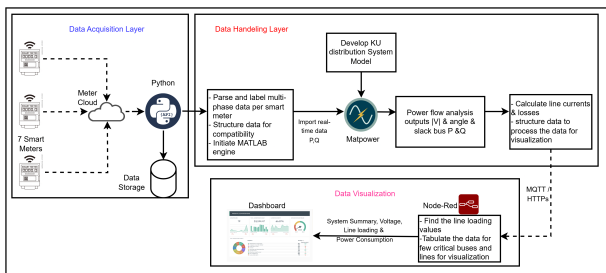 Data Acquisition Layer
Meter
Cloud
7 Smart
Meters
Python
{API}
Data
Storage
Data Handeling Layer
- Parse and label multi-
phase data per smart
meter
- Structure data for
compatibility
- Initiate MATLAB
engine
Import real-
time data
P,Q
Develop KU
distribution System
Model
Matpower
Power flow analysis
outputs |V| & angle &
slack bus P &Q
- Calculate line currents
& losses
- structure data to
process the data for
visualization
MQTT /
HTTPs
Data Visualization
Node-Red
- Find the line loading
values
-Tabulate the data for
few critical buses and
lines for visualization
System Summary, Voltage,
Line loading &
Power Consumption
Dashboard